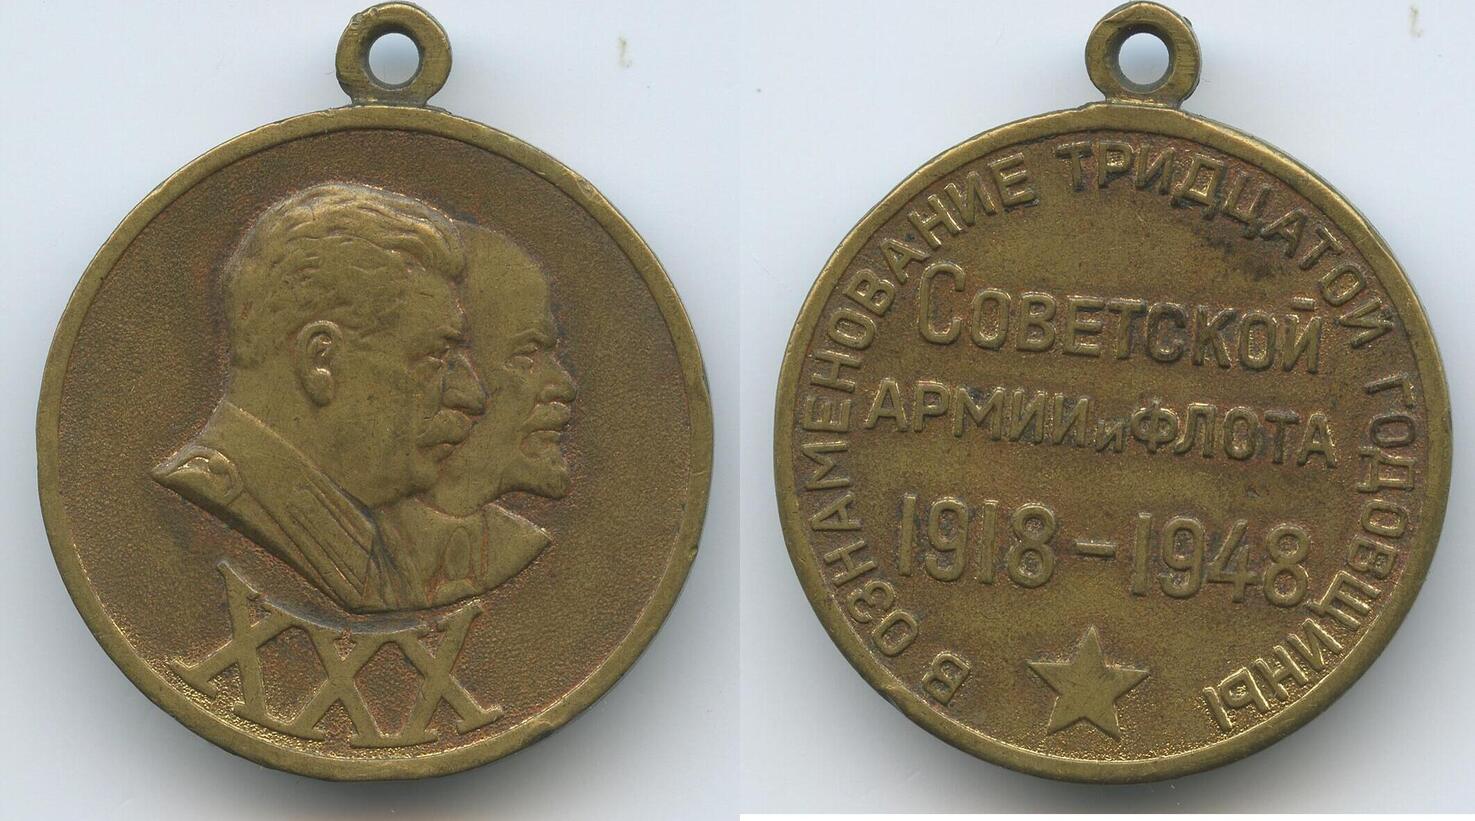 XXX
В ОЗНАМЕНОВАНИЕ ТРИДЦАТОЙ ГОДОВЩИНЫ
СОВЕТСКОЙ
АРМИИ и ФЛОТА
1918-1948